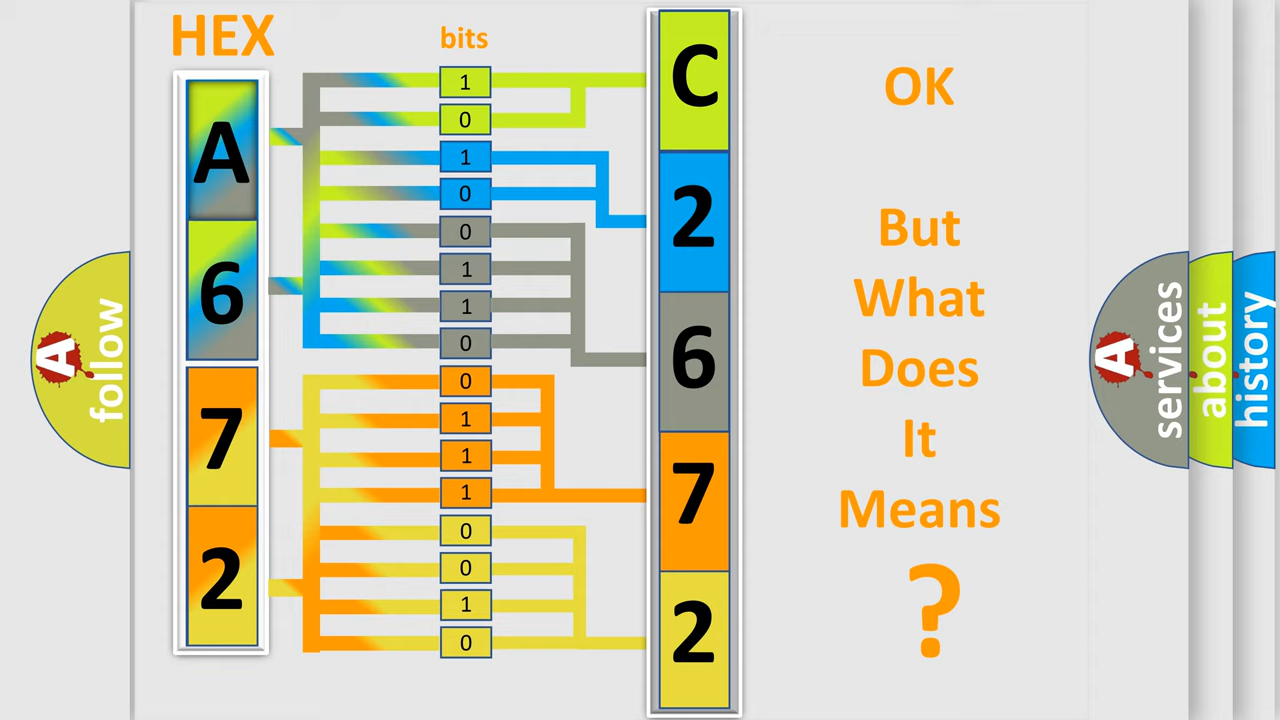 HEX
bits
A
6
7
2
1
0
1
0
0
1
1
0
0
1
1
1
0
0
1
0
C
2
6
7
2
OK
But
What
Does
It
Means
?
A
follow
A
services
about
history